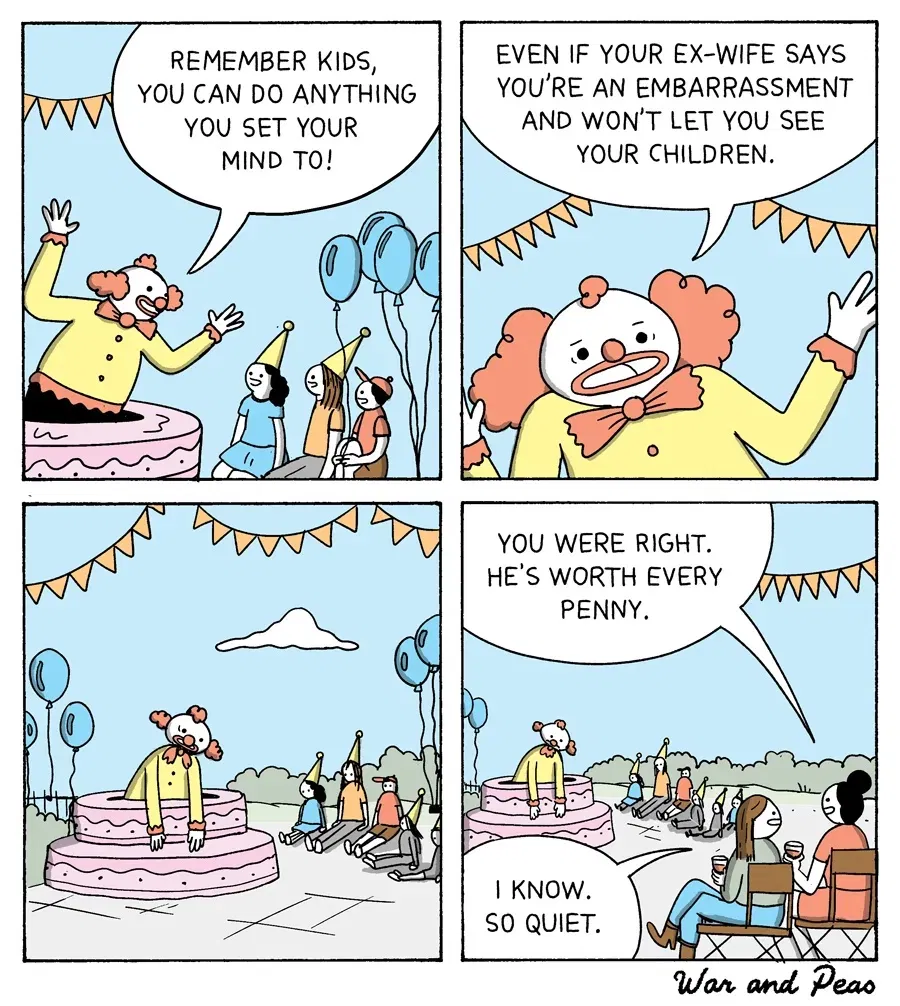 REMEMBER KIDS,
YOU CAN DO ANYTHING
YOU SET YOUR
MIND TO!
EVEN IF YOUR EX-WIFE SAYS
YOU'RE AN EMBARRASSMENT
AND WON'T LET YOU SEE
YOUR CHILDREN.
YOU WERE RIGHT.
HE'S WORTH EVERY
PENNY.
I KNOW.
SO QUIET.
War and Peas